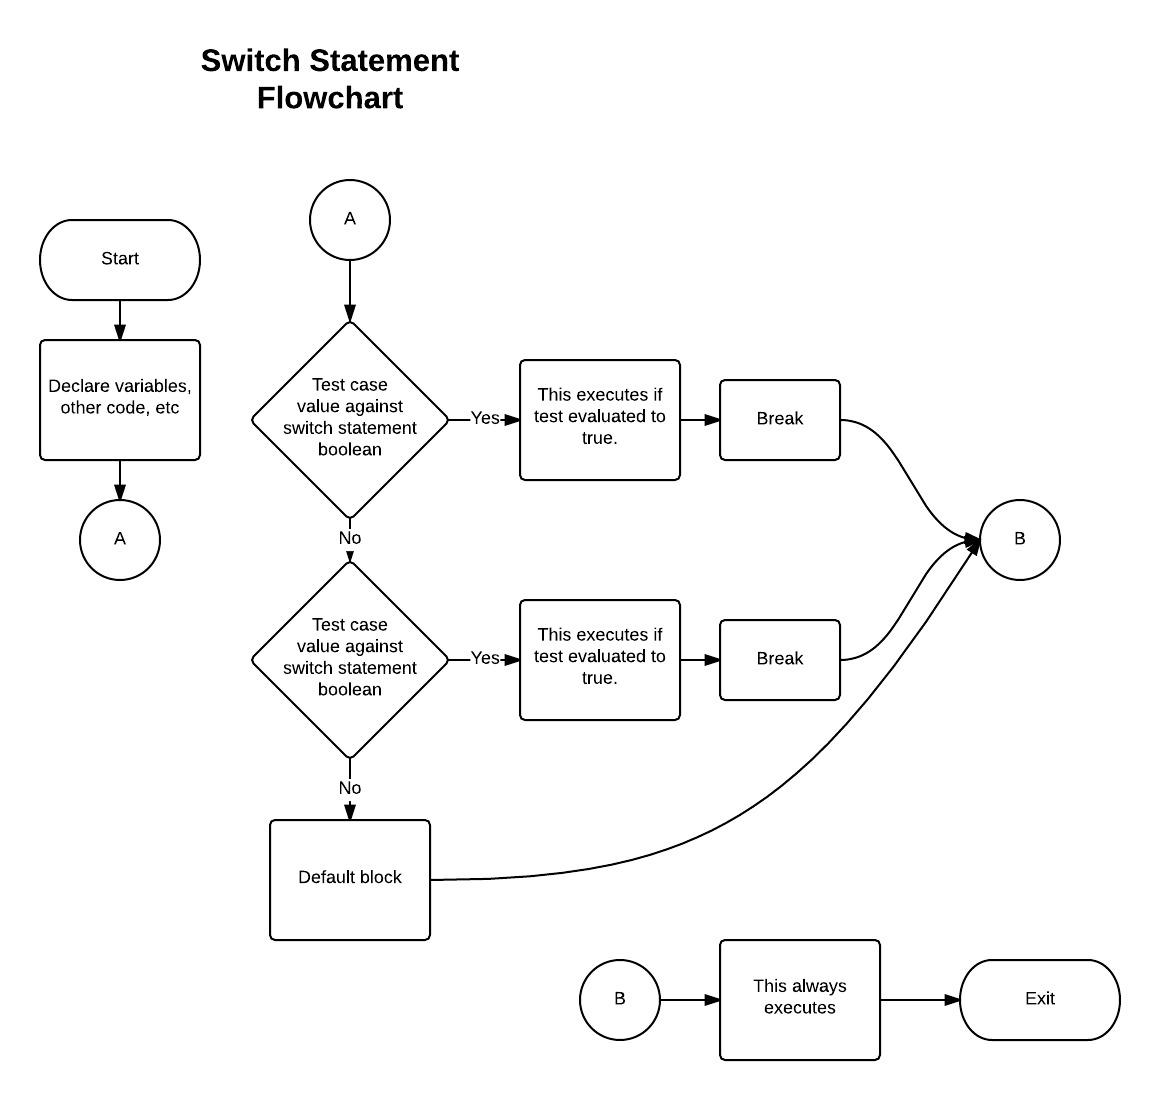 Switch Statement
Flowchart
Start
Declare variables,
other code, etc
A
A
Test case
value against
switch statement
boolean
Yes
This executes if
test evaluated to
true.
Break
No
Test case
value against
switch statement
boolean
Yes
This executes if
test evaluated to
true.
Break
No
Default block
B
B
This always
executes
Exit